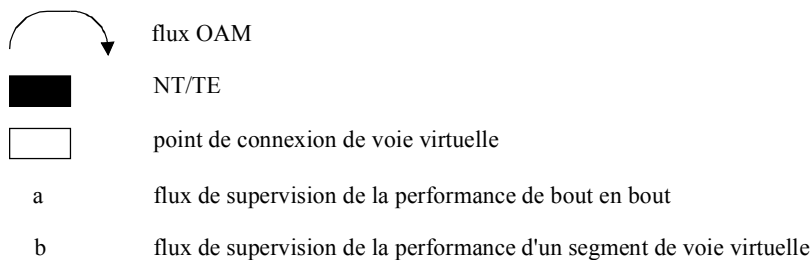 flux OAM
NT/TE
point de connexion de voie virtuelle
a flux de supervision de la performance de bout en bout
b flux de supervision de la performance d'un segment de voie virtuelle